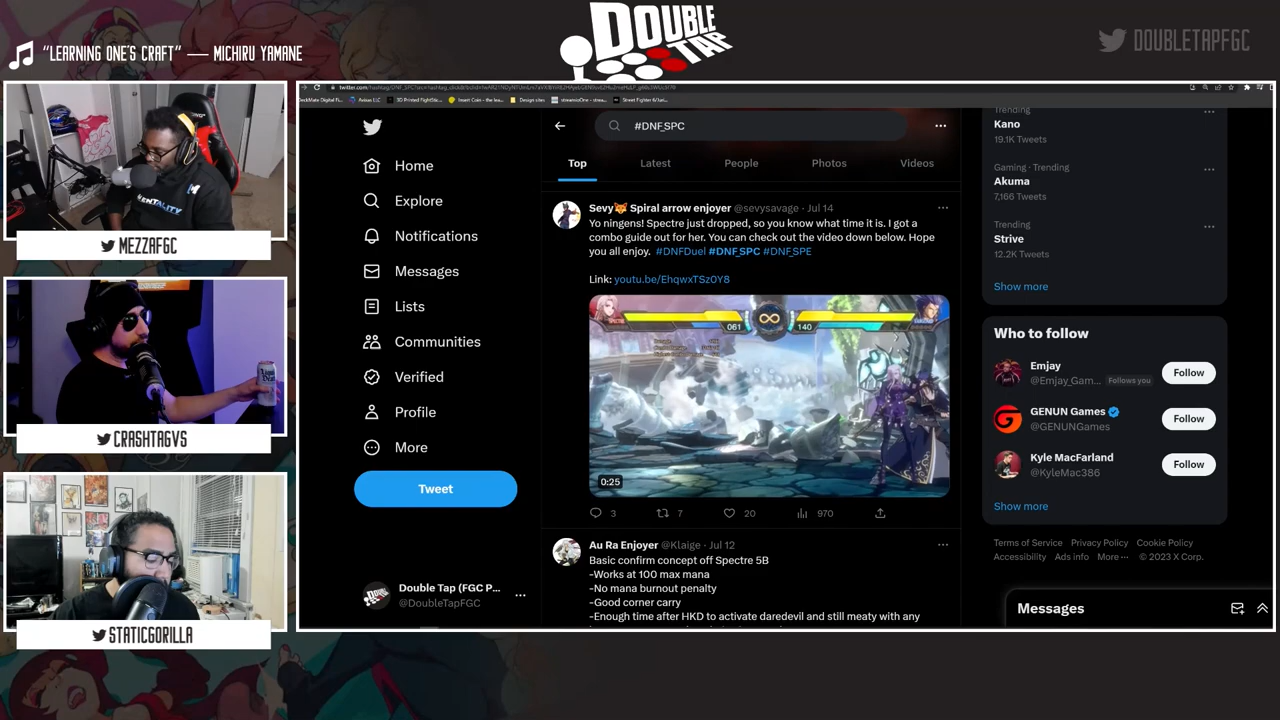 "LEARNING ONE'S CRAFT" — MICHIRU YAMANE
DOUBLE
TAP
DOUBLETAPFGC
MEZZAFGC
CRASHTAGVS
STATICGORILLA
#DNF_SPC
Top
Latest
People
Photos
Videos
Home
Explore
Notifications
Messages
Lists
Communities
Verified
Profile
More
Tweet
Double Tap (FGC P...
@DoubleTapFGC
Sevy🦊 Spiral arrow enjoyer @sevysavage · Jul 14
Yo ningens! Spectre just dropped, so you know what time it is. I got a
combo guide out for her. You can check out the video down below. Hope
you all enjoy. #DNFDuel #DNF_SPC #DNF_SPE
Link: youtu.be/EhqwxTSz0Y8
061
140
0:25
3
7
20
970
Au Ra Enjoyer @Klaige · Jul 12
Basic confirm concept off Spectre 5B
-Works at 100 max mana
-No mana burnout penalty
-Good corner carry
-Enough time after HKD to activate daredevil and still meaty with any
Trending
Kano
19.1K Tweets
Gaming · Trending
Akuma
7,166 Tweets
Trending
Strive
12.2K Tweets
Show more
Who to follow
Emjay
@Emjay_Gam... Follows you
Follow
GENUN Games
@GENUNGames
Follow
Kyle MacFarland
@KyleMac386
Follow
Show more
Terms of Service Privacy Policy Cookie Policy
Accessibility Ads info More ··· © 2023 X Corp.
Messages